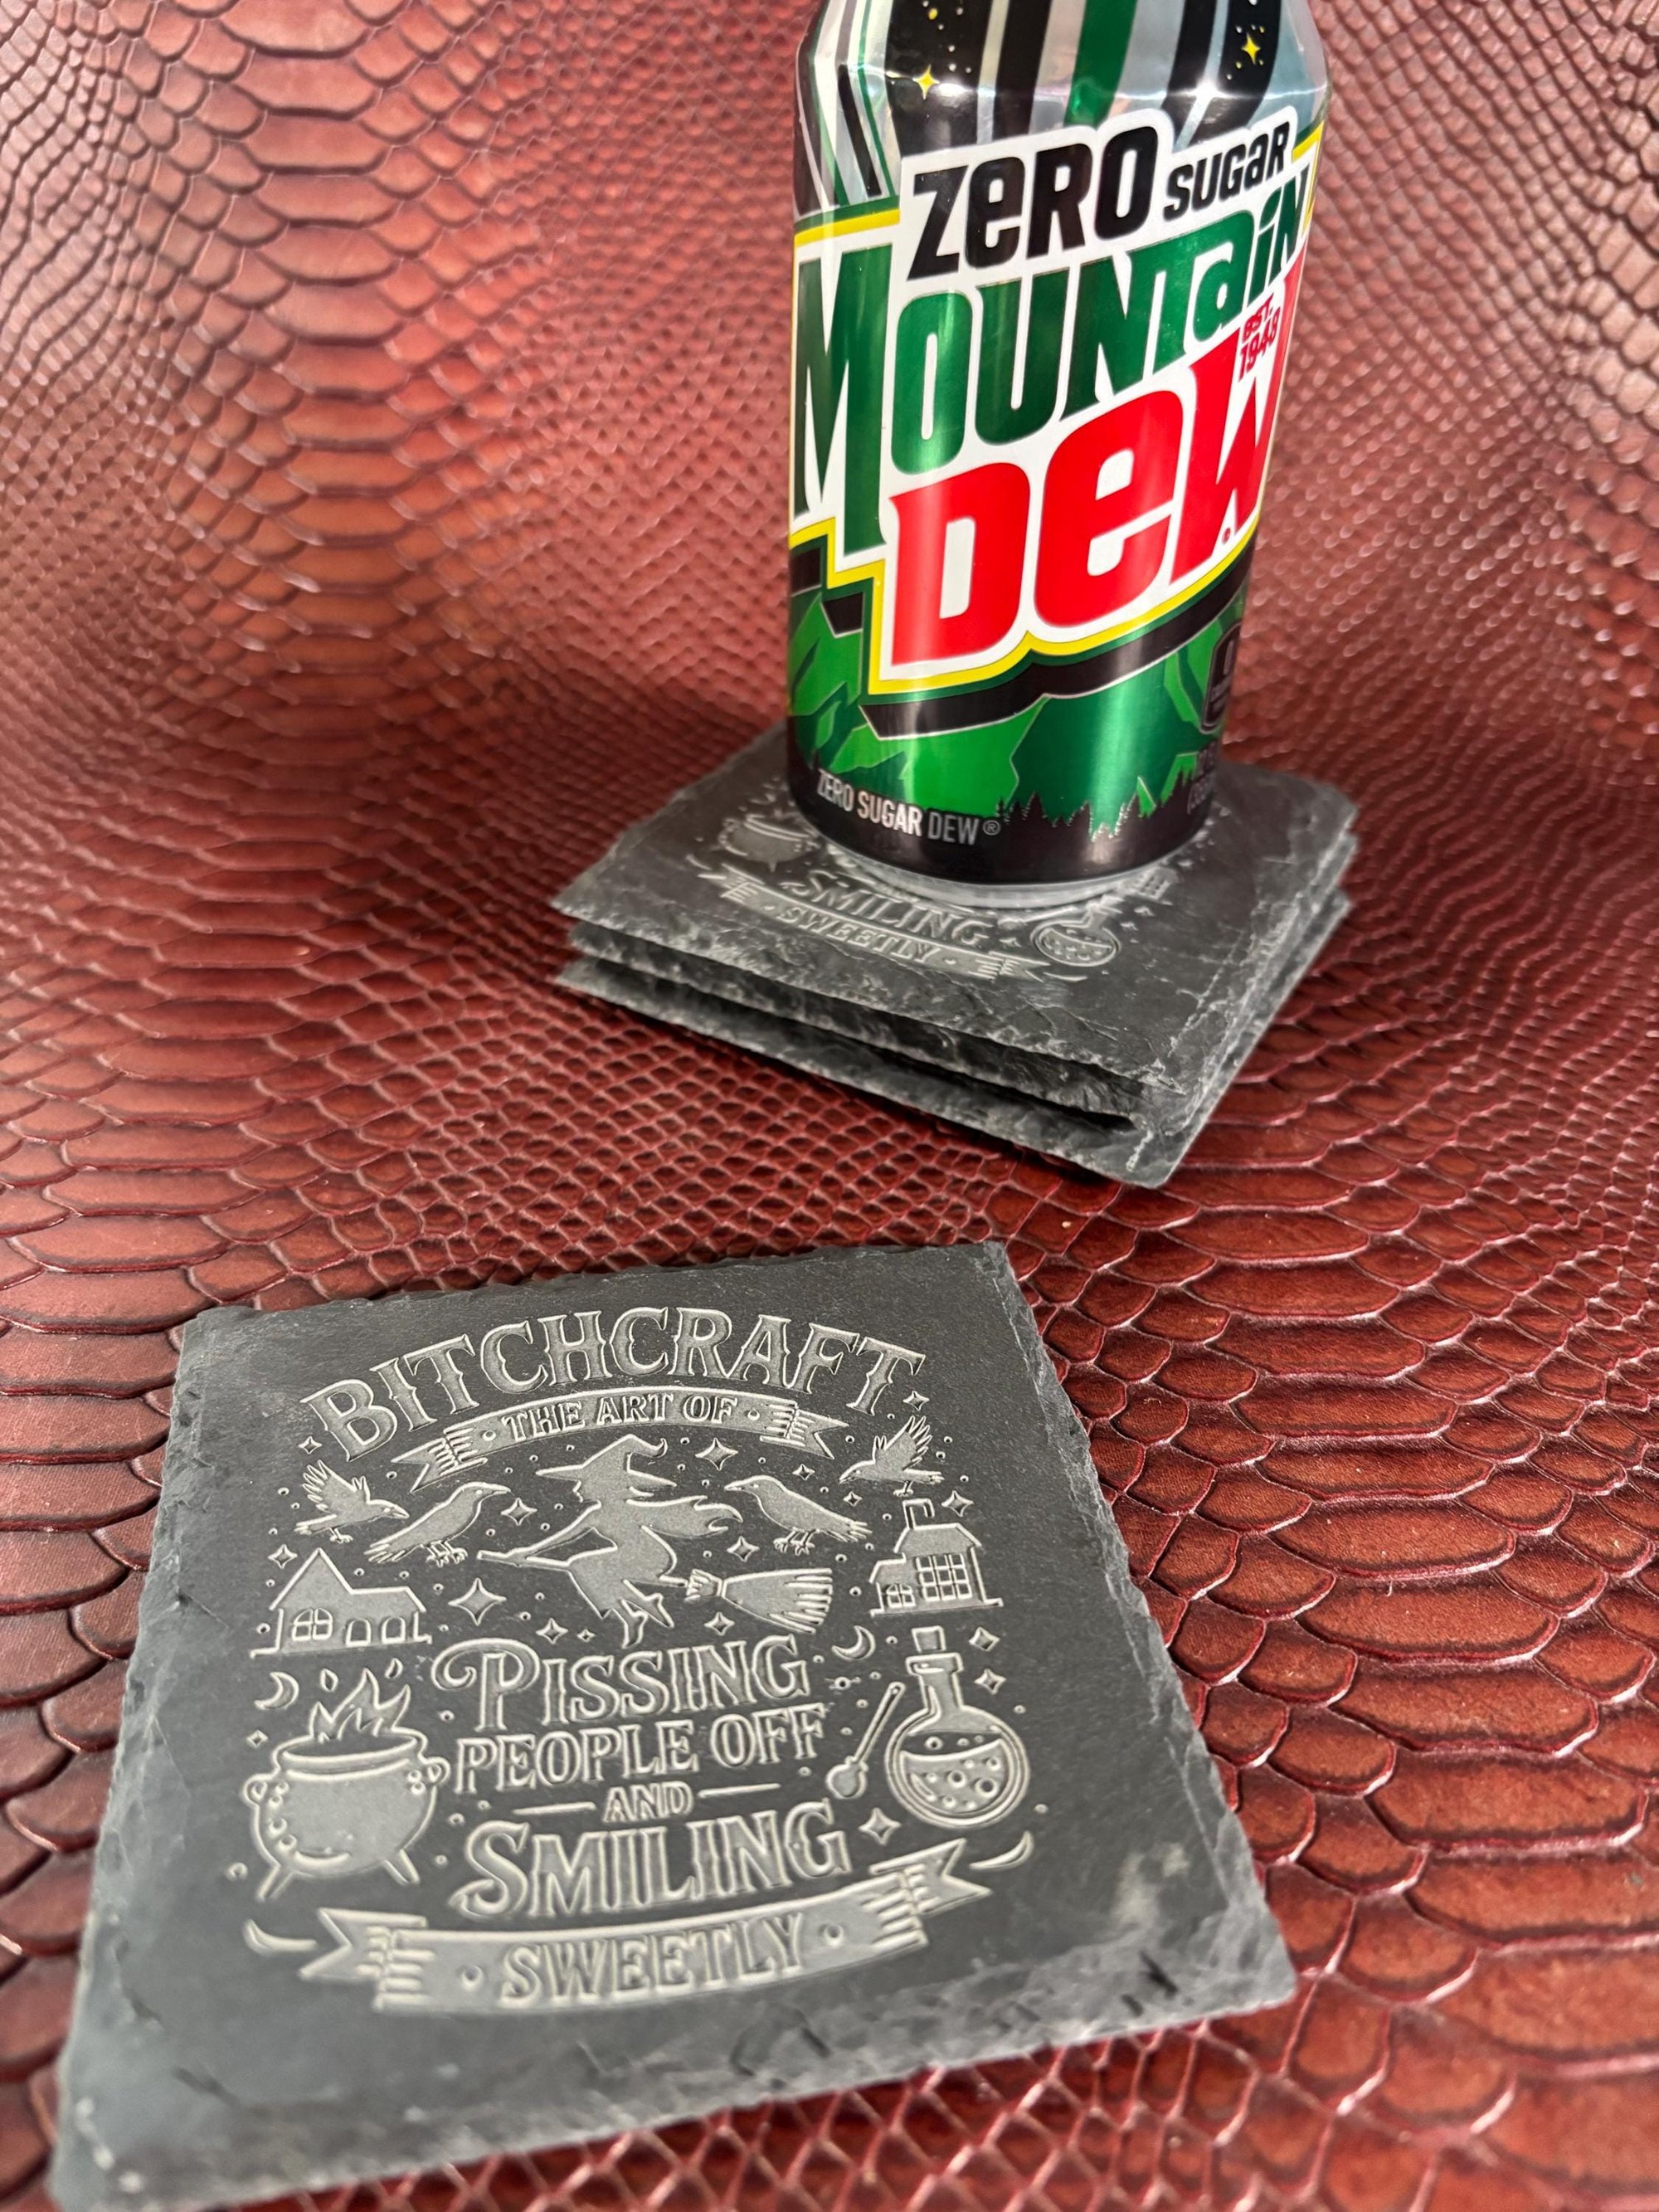 ZERO SUGAR
MOUNTAIN
DEW
EST.
1948
ZERO SUGAR DEW®
SMILING
SWEETLY
BITCHCRAFT
THE ART OF
PISSING
PEOPLE OFF
AND
SMILING
SWEETLY